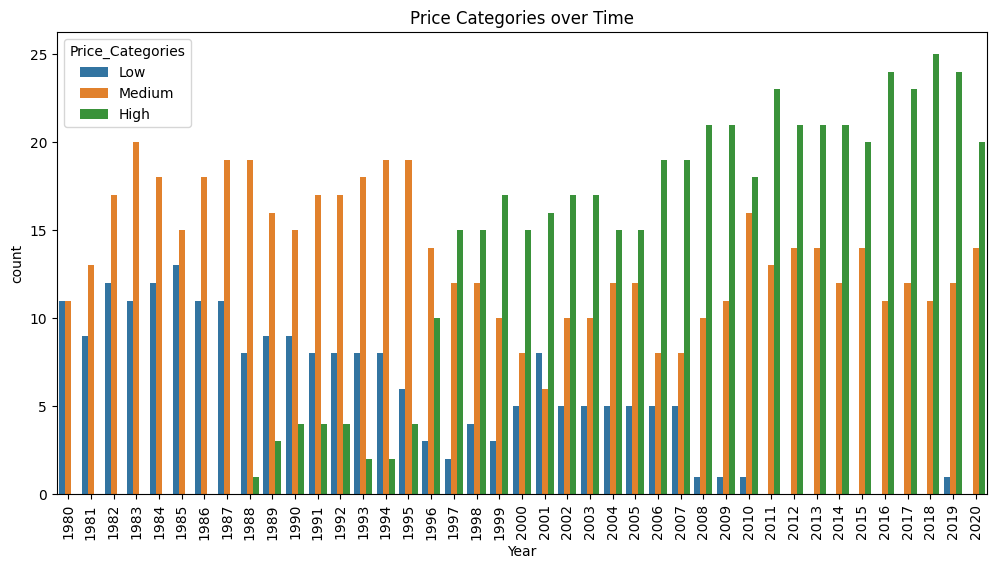 Price Categories over Time
Price_Categories
Low
Medium
High
count
25
20
15
10
5
0
1980 1981 1982 1983 1984 1985 1986 1987 1988 1989 1990 1991 1992 1993 1994 1995 1996 1997 1998 1999 2000 2001 2002 2003 2004 2005 2006 2007 2008 2009 2010 2011 2012 2013 2014 2015 2016 2017 2018 2019 2020
Year